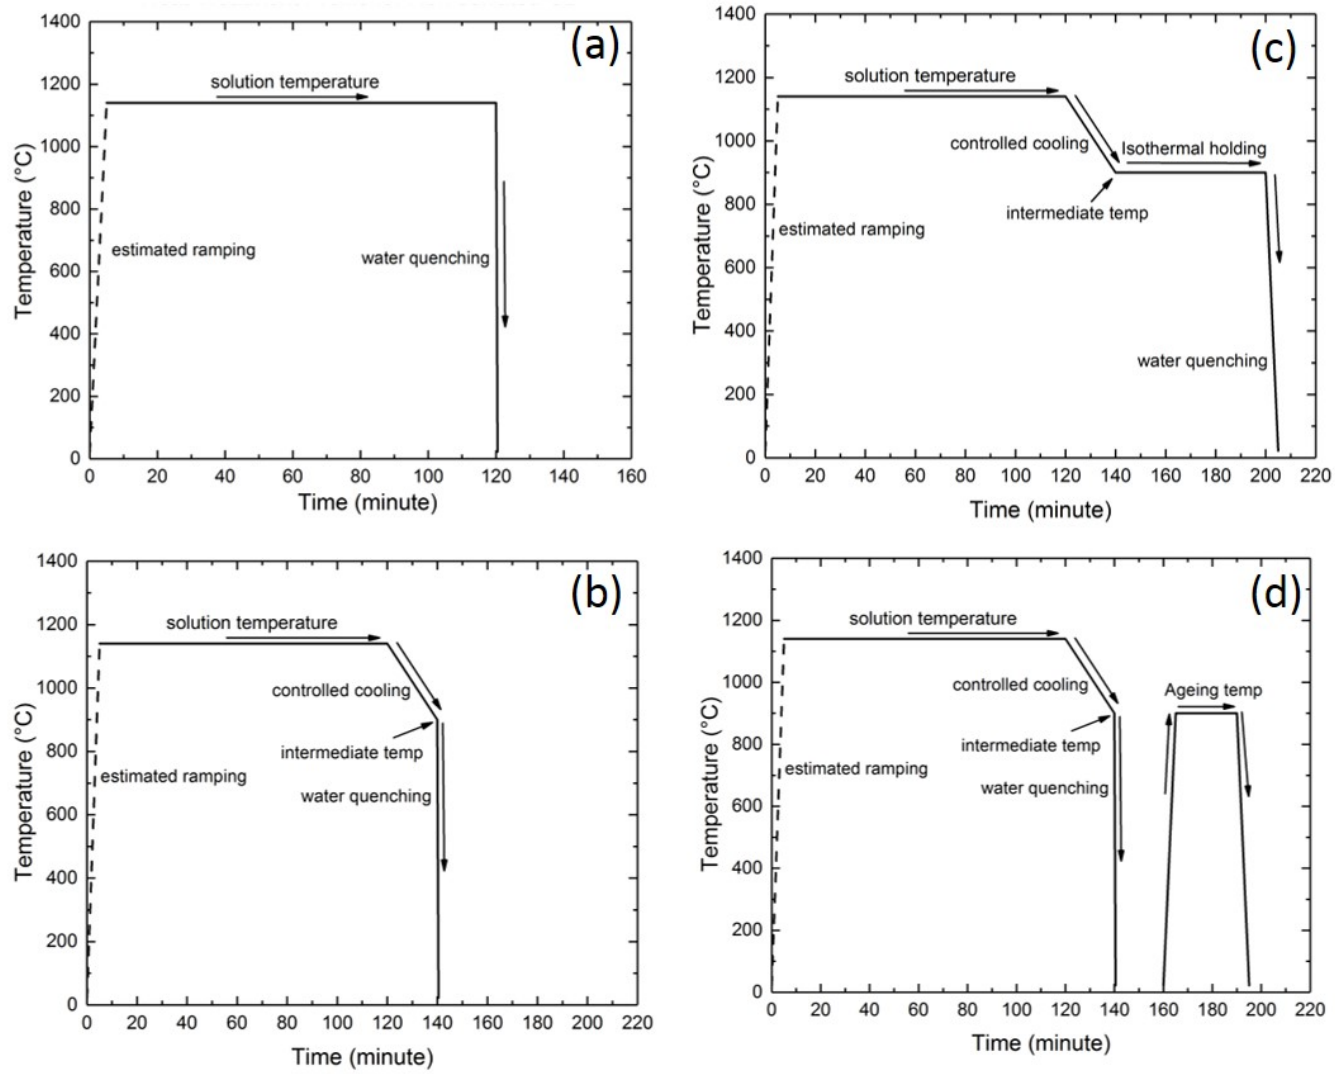 (a)
1400
1200
1000
800
600
400
200
0
Temperature (°C)
solution temperature
estimated ramping
water quenching
0 20 40 60 80 100 120 140 160
Time (minute)
(c)
1400
1200
1000
800
600
400
200
0
Temperature (°C)
solution temperature
controlled cooling
Isothermal holding
intermediate temp
estimated ramping
water quenching
0 20 40 60 80 100 120 140 160 180 200 220
Time (minute)
(b)
1400
1200
1000
800
600
400
200
0
Temperature (°C)
solution temperature
controlled cooling
intermediate temp
estimated ramping
water quenching
0 20 40 60 80 100 120 140 160 180 200 220
Time (minute)
(d)
1400
1200
1000
800
600
400
200
0
Temperature (°C)
solution temperature
controlled cooling
Ageing temp
intermediate temp
estimated ramping
water quenching
0 20 40 60 80 100 120 140 160 180 200 220
Time (minute)